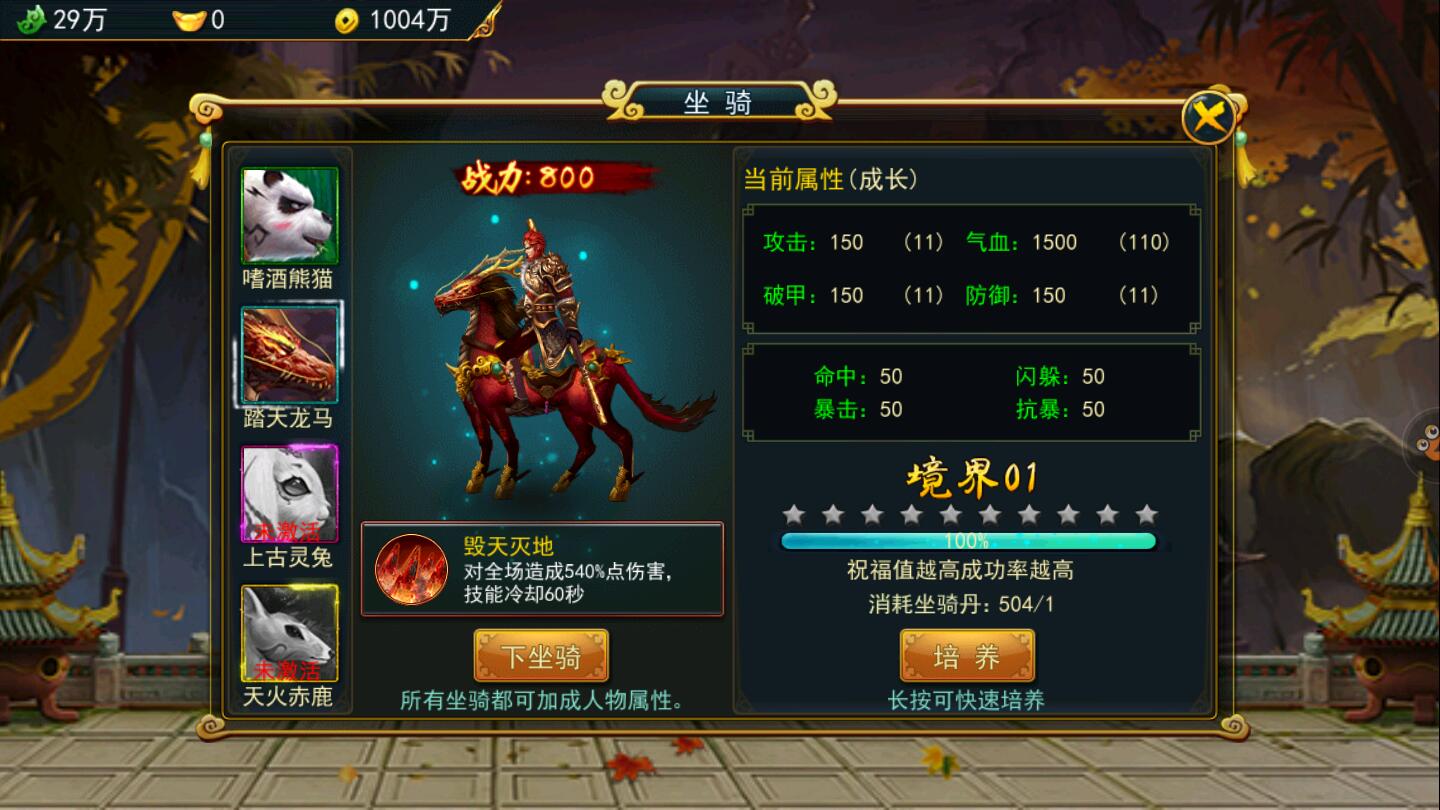 29万 0 1004万
坐骑
嗜酒熊猫
踏天龙马
未激活
上古灵兔
未激活
天火赤鹿
战力:800
毁天灭地
对全场造成540%点伤害，
技能冷却60秒
下坐骑
所有坐骑都可加成人物属性。
当前属性(成长)
攻击: 150 (11) 气血: 1500 (110)
破甲: 150 (11) 防御: 150 (11)
命中: 50 闪躲: 50
暴击: 50 抗暴: 50
境界01
100%
祝福值越高成功率越高
消耗坐骑丹: 504/1
培养
长按可快速培养